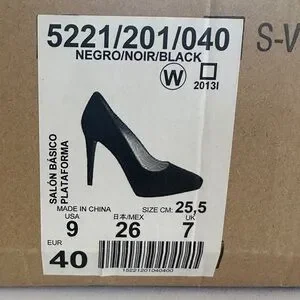 5221/201/040
NEGRO/NOIR/BLACK
S-W
W
2013I
SALÓN BÁSICO
PLATAFORMA
MADE IN CHINA
SIZE CM: 25,5
USA
日本/MEX
UK
9
26
7
EUR
40
15221201040400